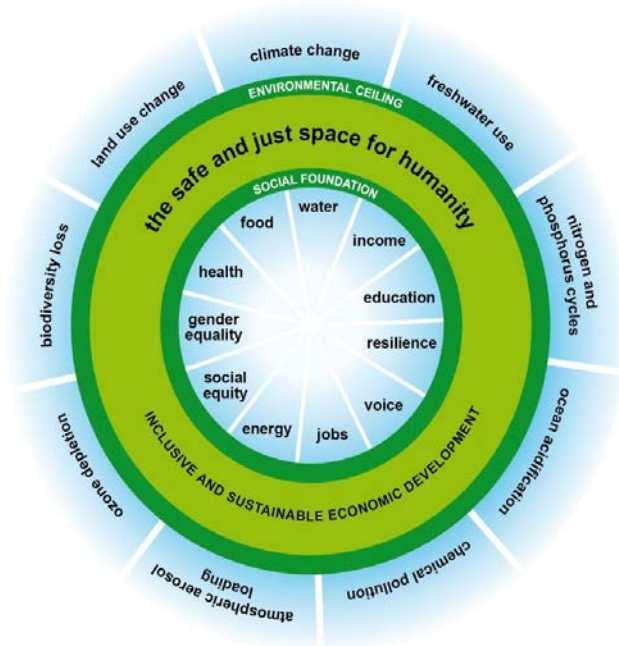 climate change
freshwater use
nitrogen and
phosphorus cycles
ocean acidification
chemical pollution
atmospheric aerosol
loading
ozone depletion
biodiversity loss
land use change
ENVIRONMENTAL CEILING
the safe and just space for humanity
SOCIAL FOUNDATION
water
income
education
resilience
voice
jobs
energy
social
equity
gender
equality
health
food
INCLUSIVE AND SUSTAINABLE ECONOMIC DEVELOPMENT